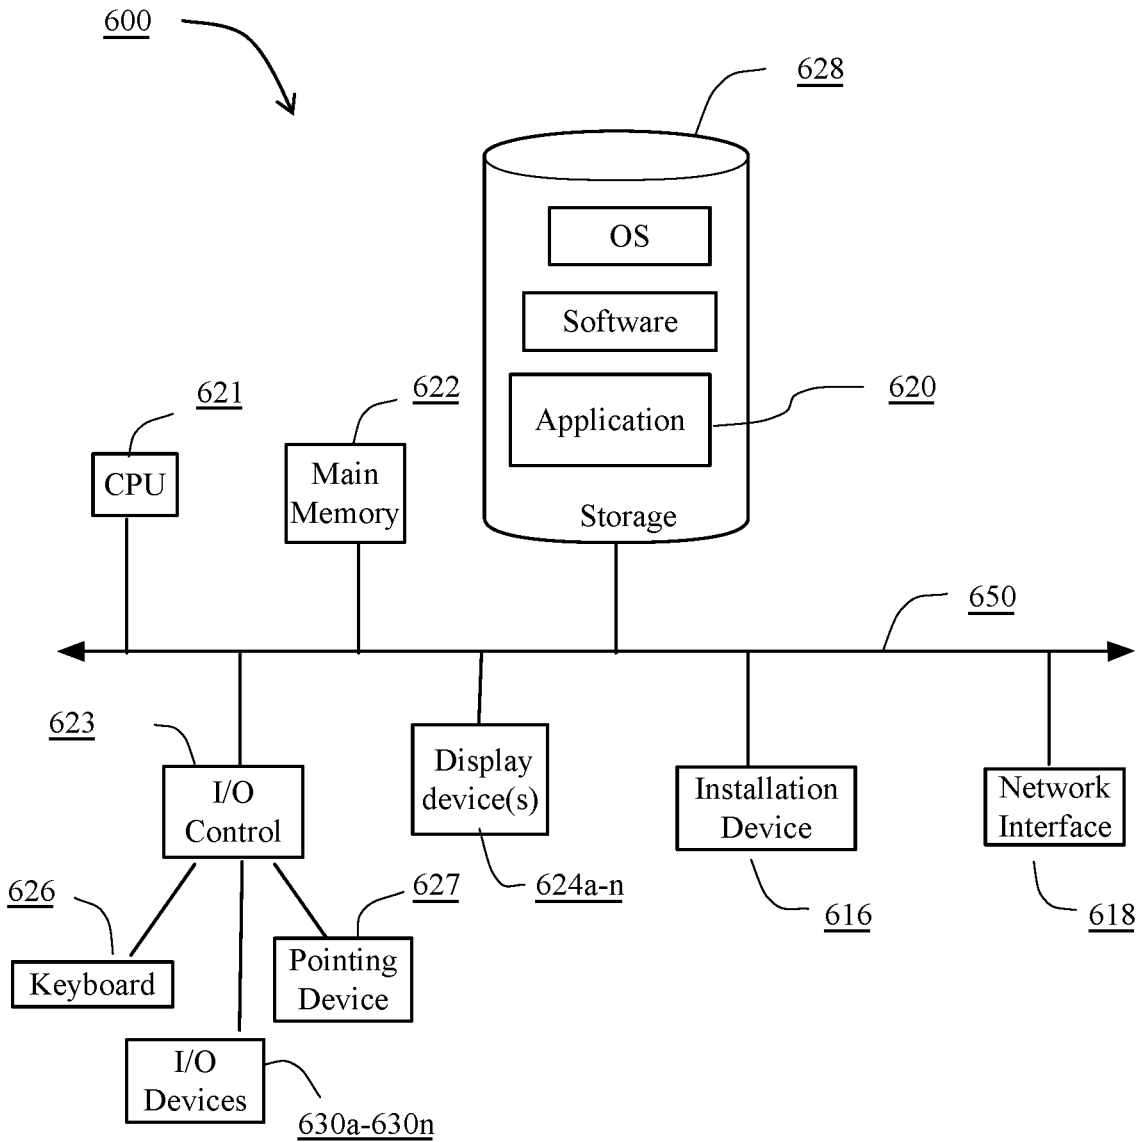 600
628
OS
Software
620
Application
Storage
621
CPU
622
Main
Memory
650
623
I/O
Control
Display
device(s)
624a-n
Installation
Device
616
Network
Interface
618
626
Keyboard
627
Pointing
Device
I/O
Devices
630a-630n